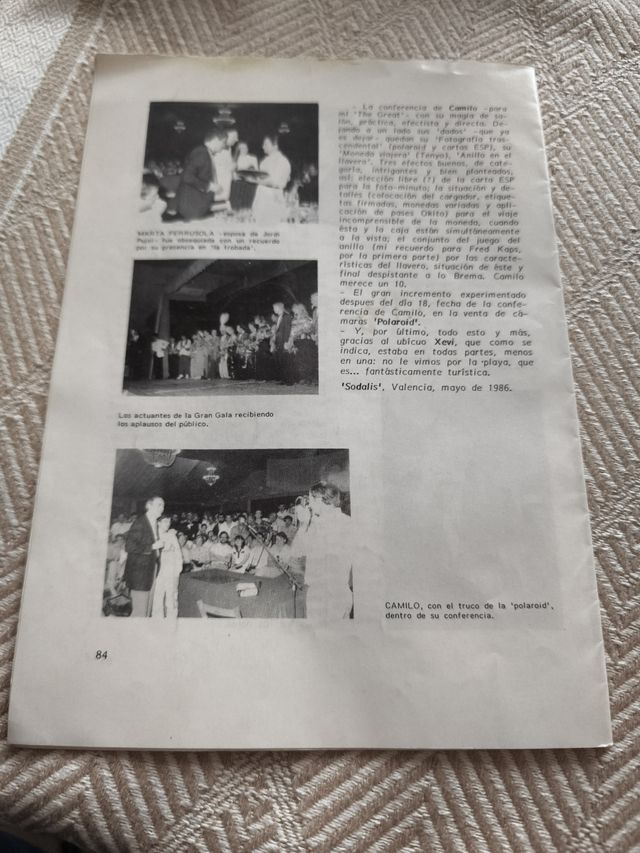 - La conferencia de Camilo -para
mi 'The Great'- con su magia de sa-
lón, práctica, efectista y directa. De-
jando a un lado sus 'dados' -que ya
es dejar- quedan su 'Fotografía tras-
cendental' (polaroid y cartas ESP), su
'Moneda viajera' (Tenyo), 'Anillo en el
llavero'. Tres efectos buenos, de cate-
goría, intrigantes y bien planteados,
mí; elección libre (?) de la carta ESP
para la foto-minuto; la situación y de-
talles (colocación del cargador, etique-
tas firmadas, monedas variadas y apli-
cación de pases Okito) para el viaje
incomprensible de la moneda, cuando
ésta y la caja están simultáneamente
a la vista; el conjunto del juego del
anillo (mi recuerdo para Fred Kaps,
por la primera parte) por las carac-
terísticas del llavero, situación de éste y
final despistante a lo Brema. Camilo
merece un 10.
- El gran incremento experimentado
despues del día 18, fecha de la confe-
rencia de Camilo, en la venta de cá-
maras 'Polaroid'.
- Y, por último, todo esto y más,
gracias al ubicuo Xevi, que como se
indica, estaba en todas partes, menos
en una: no le vimos por la playa, que
es... fantásticamente turística.
'Sodalis', Valencia, mayo de 1986.
MARTA FERRUSOLA -esposa de Jordi
Pujol- fue obsequiada con un recuerdo
por su presencia en 'la trobada'.
Los actuantes de la Gran Gala recibiendo
los aplausos del público.
CAMILO, con el truco de la 'polaroid',
dentro de su conferencia.
84